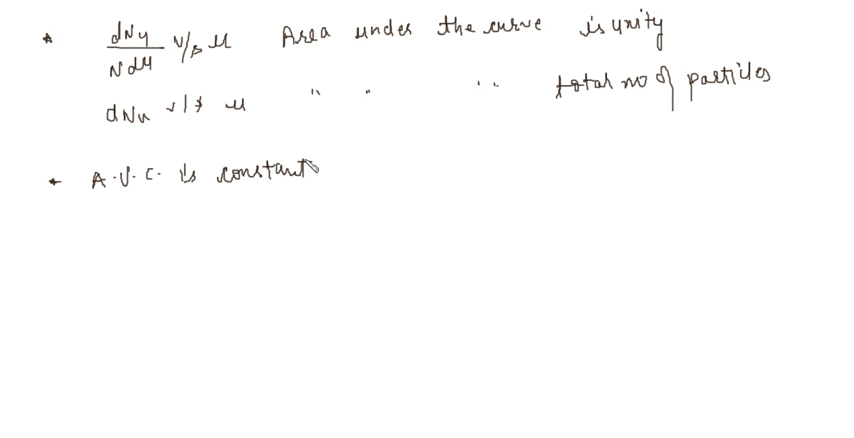 * dNu/Ndu v/s u Area under the curve is unity
dNu v/s u " " " total no of particles
* A.U.C. is constant